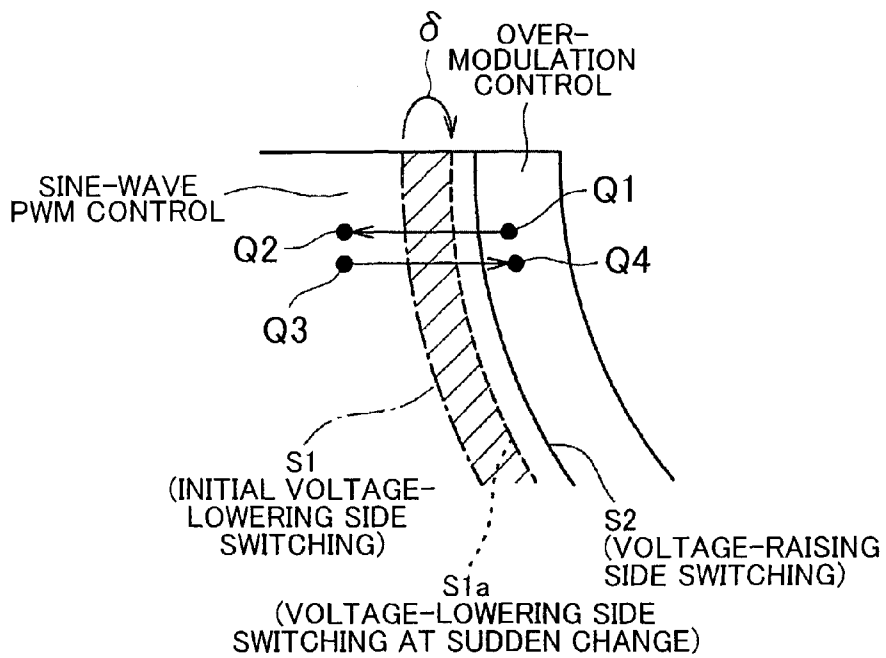 δ
OVER-
MODULATION
CONTROL
SINE-WAVE
PWM CONTROL
Q1
Q2
Q4
Q3
S1
(INITIAL VOLTAGE-
LOWERING SIDE
SWITCHING)
S2
(VOLTAGE-RAISING
SIDE SWITCHING)
S1a
(VOLTAGE-LOWERING SIDE
SWITCHING AT SUDDEN CHANGE)